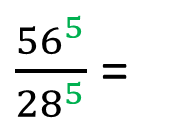 56⁵
28⁵ =